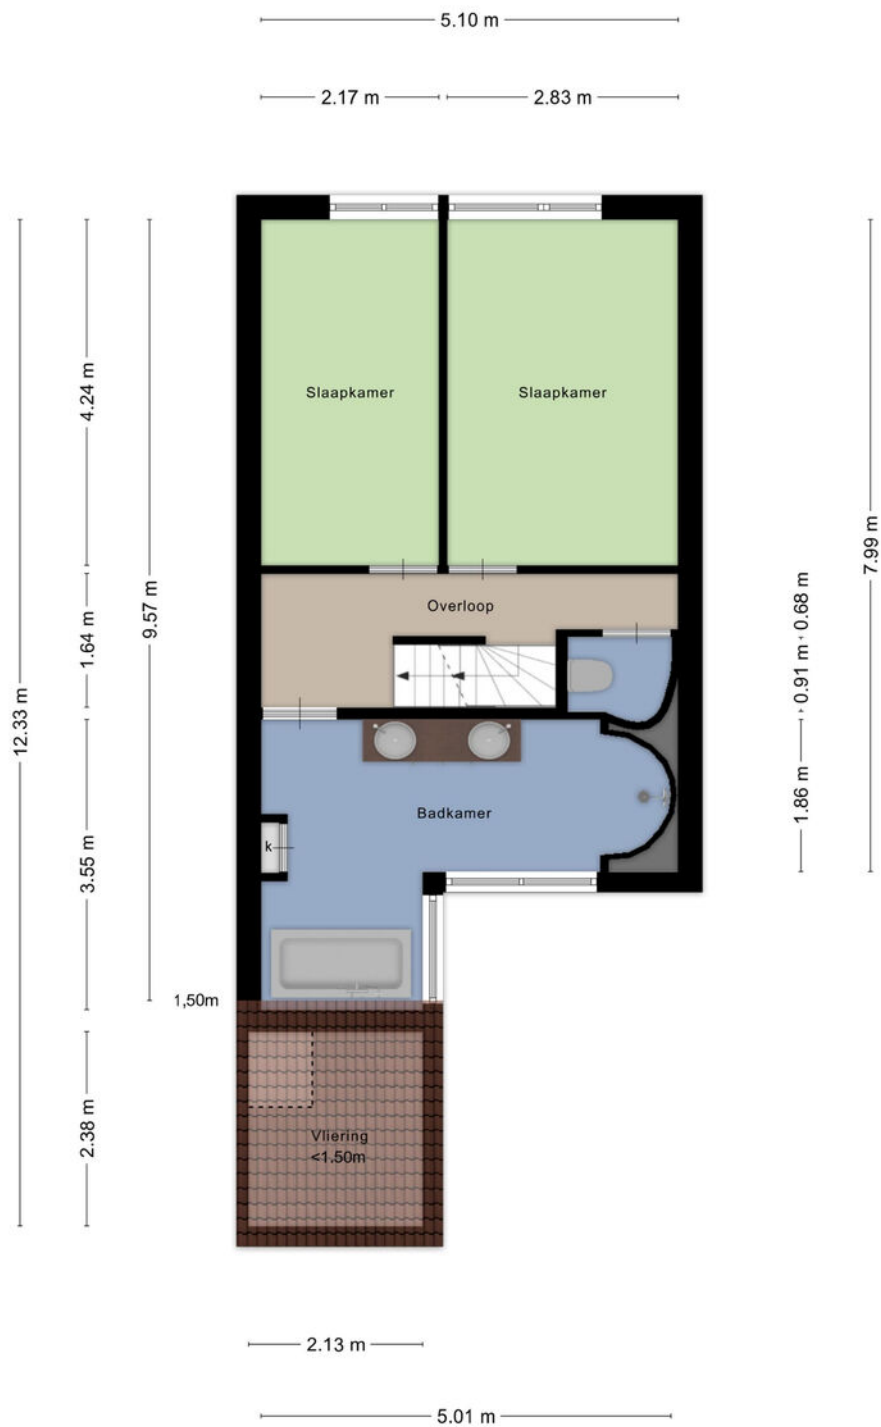 5.10 m
2.17 m
2.83 m
4.24 m
1.64 m
3.55 m
2.38 m
12.33 m
9.57 m
7.99 m
0.68 m
0.91 m
1.86 m
Slaapkamer
Slaapkamer
Overloop
Badkamer
k
1,50m
Vliering
<1.50m
2.13 m
5.01 m